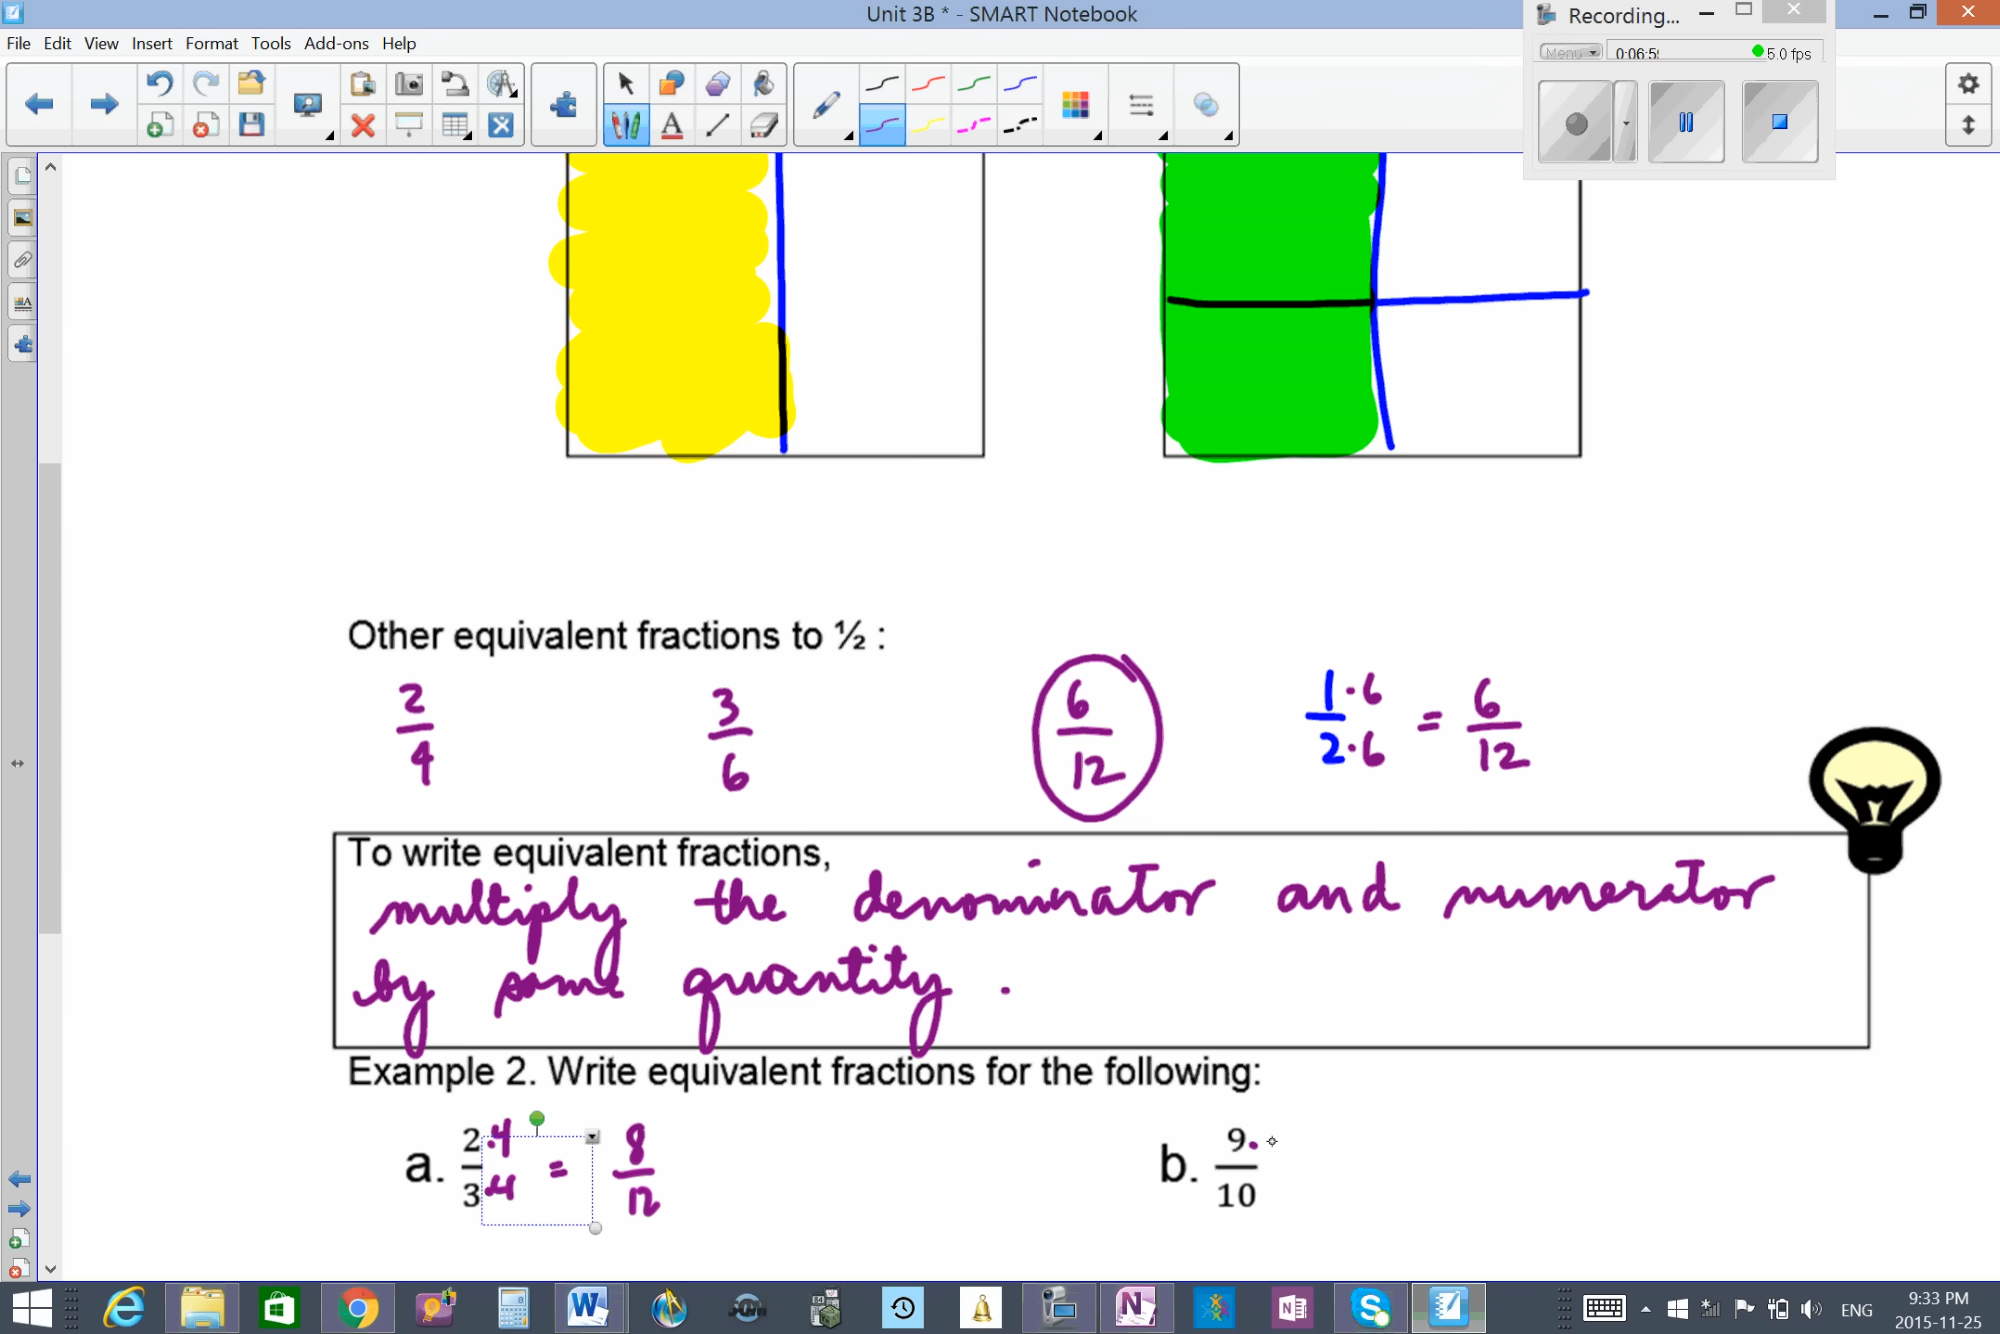 Unit 3B * - SMART Notebook
Recording...
File Edit View Insert Format Tools Add-ons Help
Menu 0:06:5 5.0 fps
Other equivalent fractions to ½ :
2/4 3/6 6/12 1·6/2·6 = 6/12
To write equivalent fractions,
multiply the denominator and numerator
by same quantity.
Example 2. Write equivalent fractions for the following:
a. 2·4/3·4 = 8/12 b. 9·/10
ENG
9:33 PM
2015-11-25